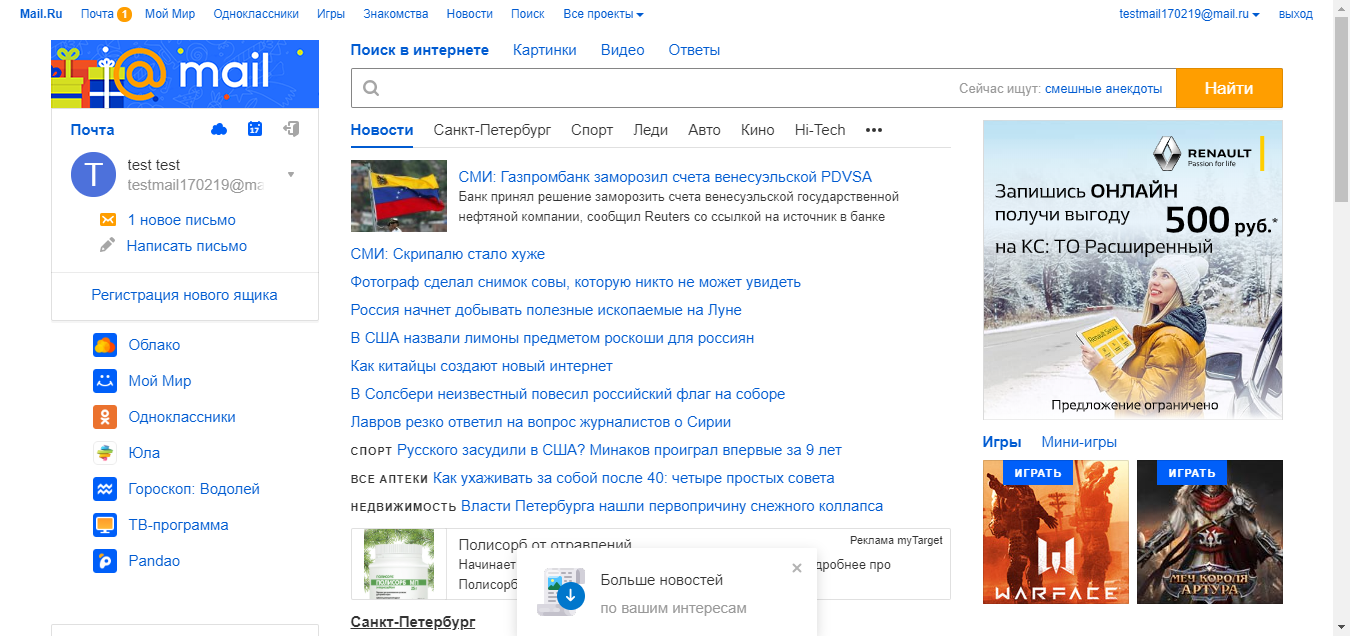 Mail.Ru Почта 1 Мой Мир Одноклассники Игры Знакомства Новости Поиск Все проекты testmail170219@mail.ru выход
@mail
Почта 17
T
test test
testmail170219@ma
1 новое письмо
Написать письмо
Регистрация нового ящика
Облако
Мой Мир
Одноклассники
Юла
Гороскоп: Водолей
ТВ-программа
Pandao
Поиск в интернете Картинки Видео Ответы
Сейчас ищут: смешные анекдоты Найти
Новости Санкт-Петербург Спорт Леди Авто Кино Hi-Tech •••
СМИ: Газпромбанк заморозил счета венесуэльской PDVSA
Банк принял решение заморозить счета венесуэльской государственной
нефтяной компании, сообщил Reuters со ссылкой на источник в банке
СМИ: Скрипалю стало хуже
Фотограф сделал снимок совы, которую никто не может увидеть
Россия начнет добывать полезные ископаемые на Луне
В США назвали лимоны предметом роскоши для россиян
Как китайцы создают новый интернет
В Солсбери неизвестный повесил российский флаг на соборе
Лавров резко ответил на вопрос журналистов о Сирии
СПОРТ Русского засудили в США? Минаков проиграл впервые за 9 лет
ВСЕ АПТЕКИ Как ухаживать за собой после 40: четыре простых совета
НЕДВИЖИМОСТЬ Власти Петербурга нашли первопричину снежного коллапса
Полисорб от отравлений Реклама myTarget
Начинает дробнее про
Полисорб
ПОЛИСОРБ МП
Больше новостей
по вашим интересам
Санкт-Петербург
RENAULT
Passion for life
Запишись ОНЛАЙН
получи выгоду 500 руб.*
на КС: ТО Расширенный
Renault Service
Предложение ограничено
Игры Мини-игры
ИГРАТЬ
WARFACE
ИГРАТЬ
МЕЧ КОРОЛЯ
АРТУРА